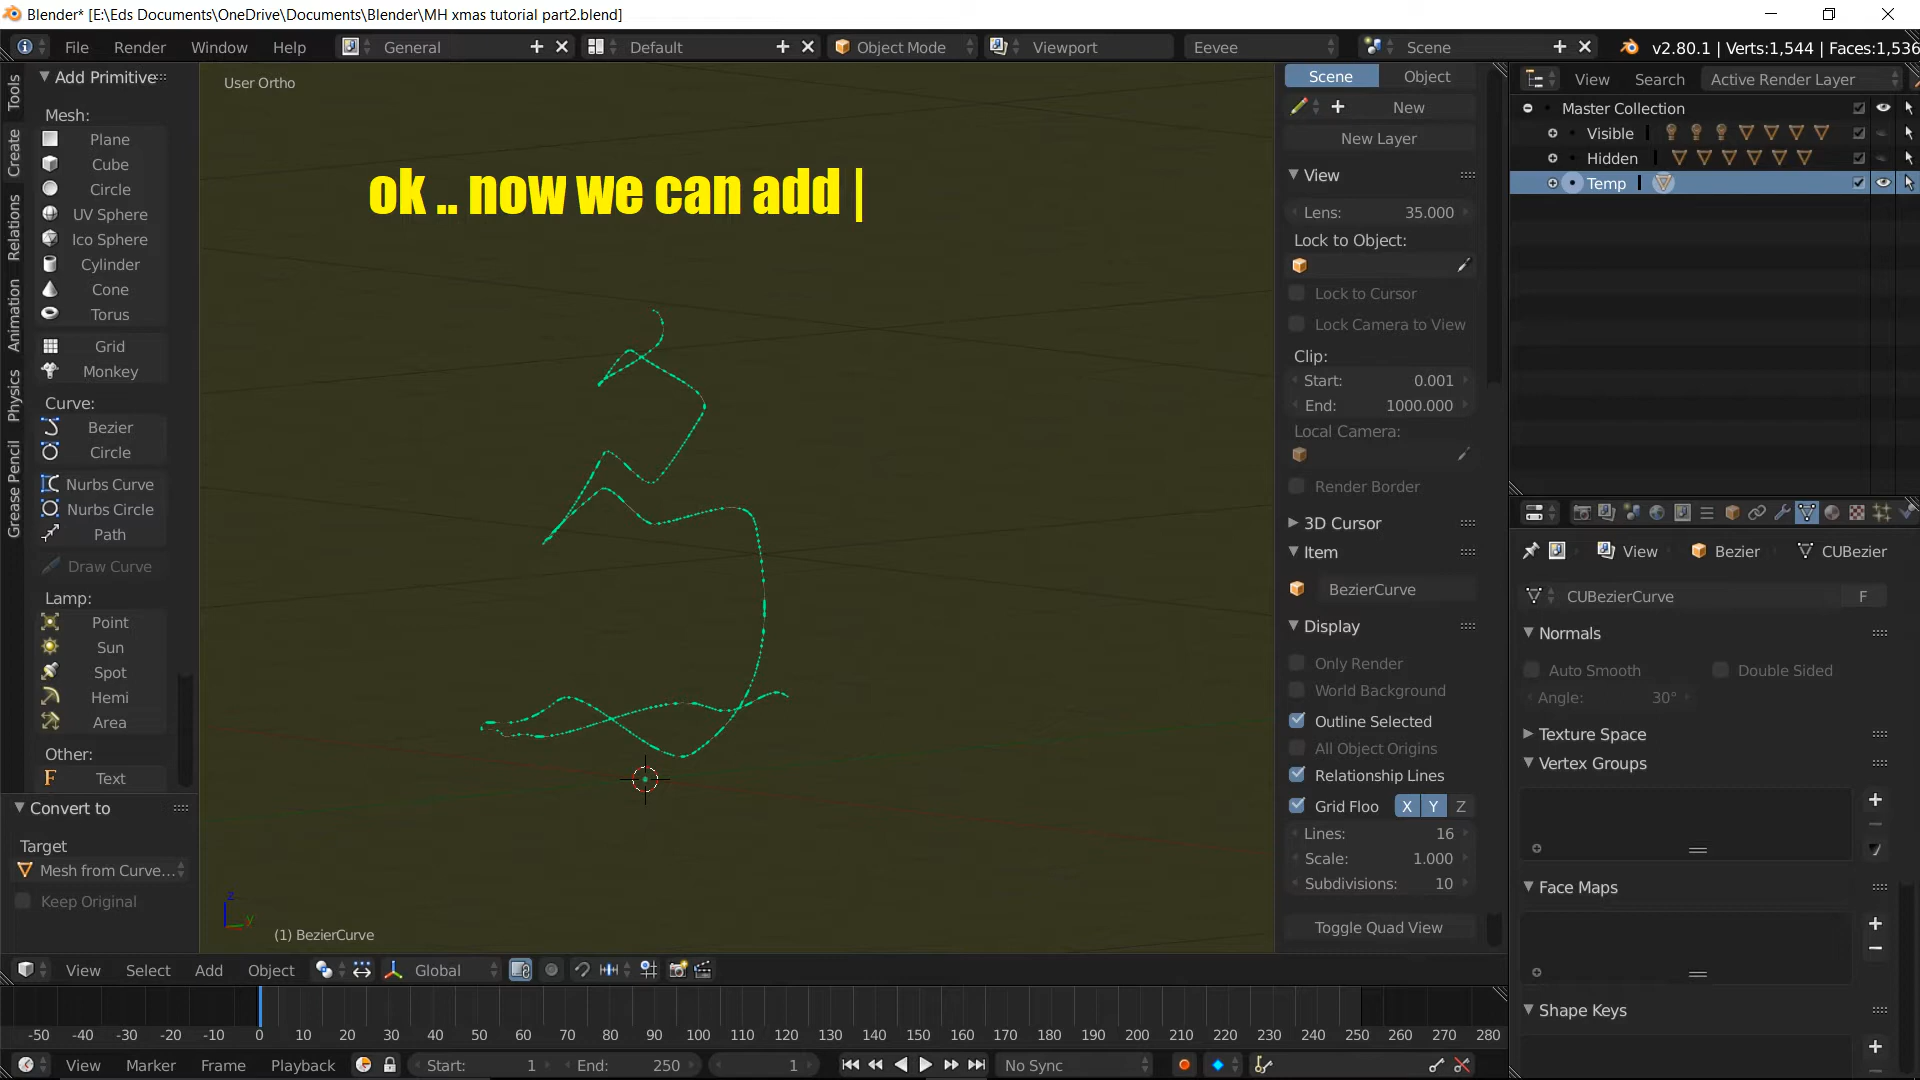 Blender* [E:\Eds Documents\OneDrive\Documents\Blender\MH xmas tutorial part2.blend]
File Render Window Help General Default Object Mode Viewport Eevee Scene v2.80.1 | Verts:1,544 | Faces:1,536
Tools
Create
Relations
Animation
Physics
Grease Pencil
Add Primitive
Mesh:
Plane
Cube
Circle
UV Sphere
Ico Sphere
Cylinder
Cone
Torus
Grid
Monkey
Curve:
Bezier
Circle
Nurbs Curve
Nurbs Circle
Path
Draw Curve
Lamp:
Point
Sun
Spot
Hemi
Area
Other:
F Text
Convert to
Target
Mesh from Curve...
Keep Original
User Ortho
ok .. now we can add |
z
y
(1) BezierCurve
Scene Object
New
New Layer
View
Lens: 35.000
Lock to Object:
Lock to Cursor
Lock Camera to View
Clip:
Start: 0.001
End: 1000.000
Local Camera:
Render Border
3D Cursor
Item
BezierCurve
Display
Only Render
World Background
Outline Selected
All Object Origins
Relationship Lines
Grid Floo X Y Z
Lines: 16
Scale: 1.000
Subdivisions: 10
Toggle Quad View
View Search Active Render Layer
Master Collection
Visible
Hidden
Temp
View Bezier CUBezier
CUBezierCurve F
Normals
Auto Smooth Double Sided
Angle: 30°
Texture Space
Vertex Groups
Face Maps
Shape Keys
View Select Add Object Global
-50 -40 -30 -20 -10 0 10 20 30 40 50 60 70 80 90 100 110 120 130 140 150 160 170 180 190 200 210 220 230 240 250 260 270 280
View Marker Frame Playback Start: 1 End: 250 1 No Sync